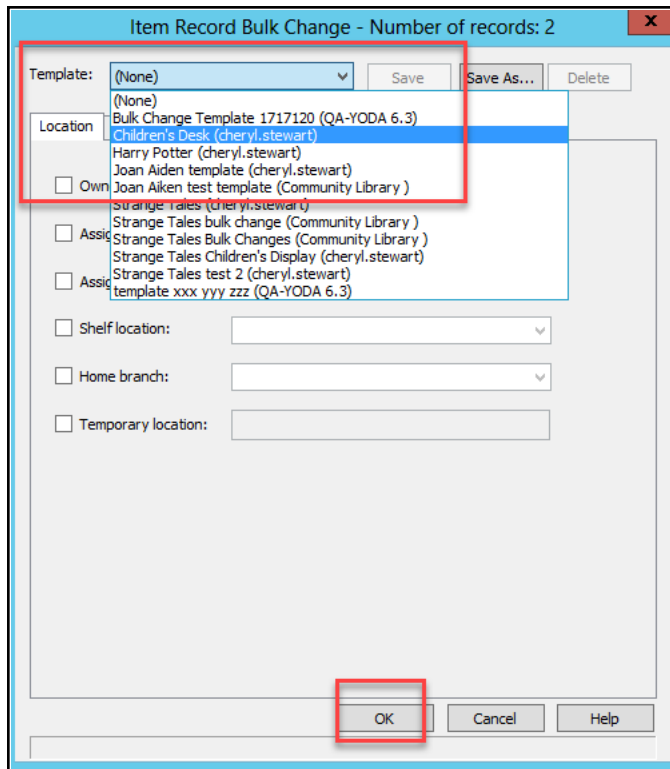 Item Record Bulk Change - Number of records: 2
x
Template: (None) Save Save As... Delete
(None)
Bulk Change Template 1717120 (QA-YODA 6.3)
Location
Children's Desk (cheryl.stewart)
Harry Potter (cheryl.stewart)
Joan Aiden template (cheryl.stewart)
Own
Joan Aiken test template (Community Library )
Strange Tales (cheryl.stewart)
Strange Tales bulk change (Community Library )
Assig
Strange Tales Bulk Changes (Community Library )
Strange Tales Children's Display (cheryl.stewart)
Assig
Strange Tales test 2 (cheryl.stewart)
template xxx yyy zzz (QA-YODA 6.3)
Shelf location:
Home branch:
Temporary location:
OK Cancel Help